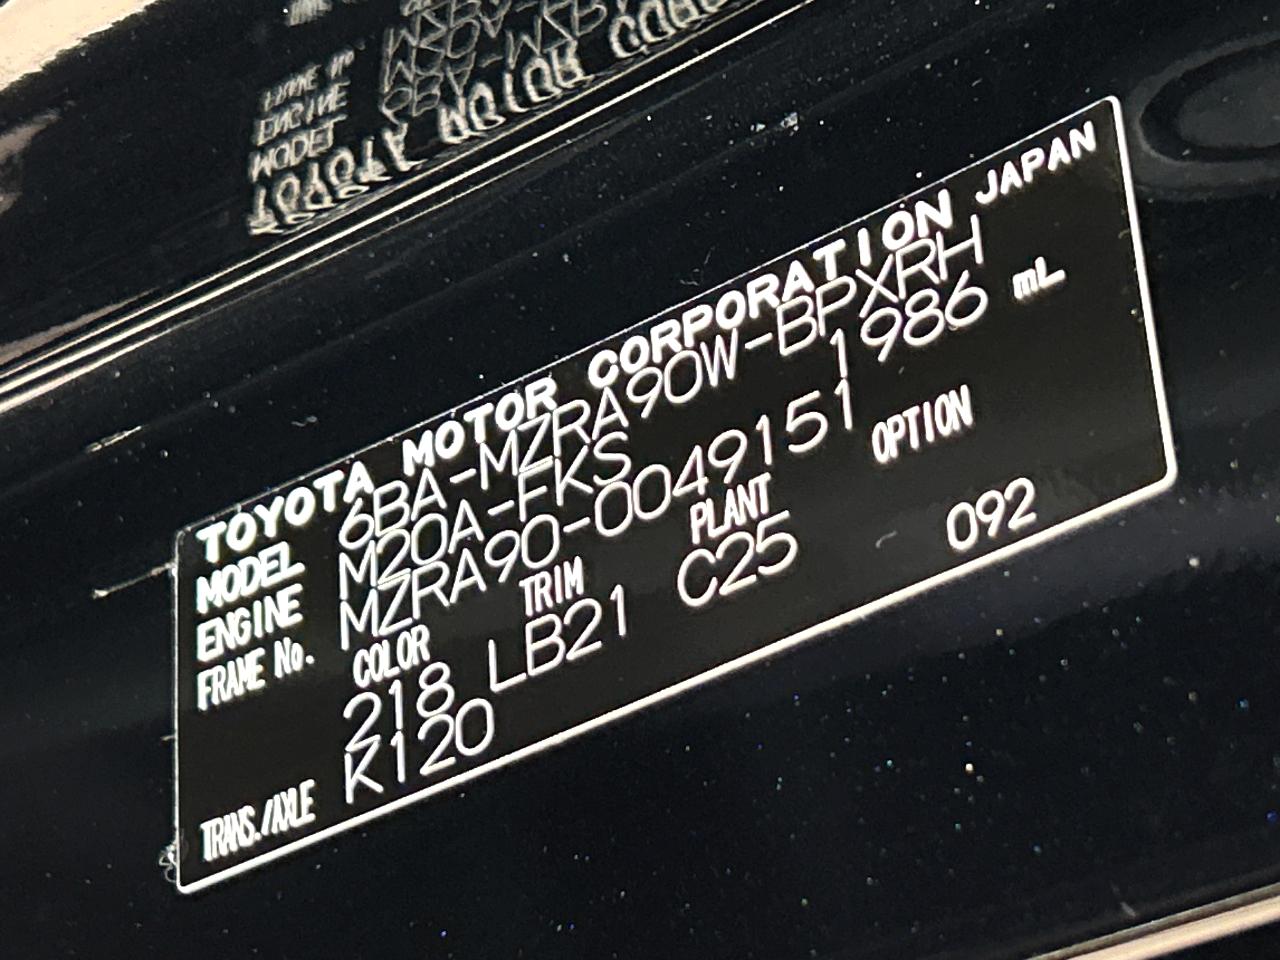 TOYOTA MOTOR CORPORATION JAPAN
MODEL 6BA-MZRA90W-BPXRH
ENGINE M20A-FKS 1986 mL
FRAME No. MZRA90-0049151
COLOR TRIM PLANT OPTION
218 LB21 C25 092
TRANS./AXLE K120